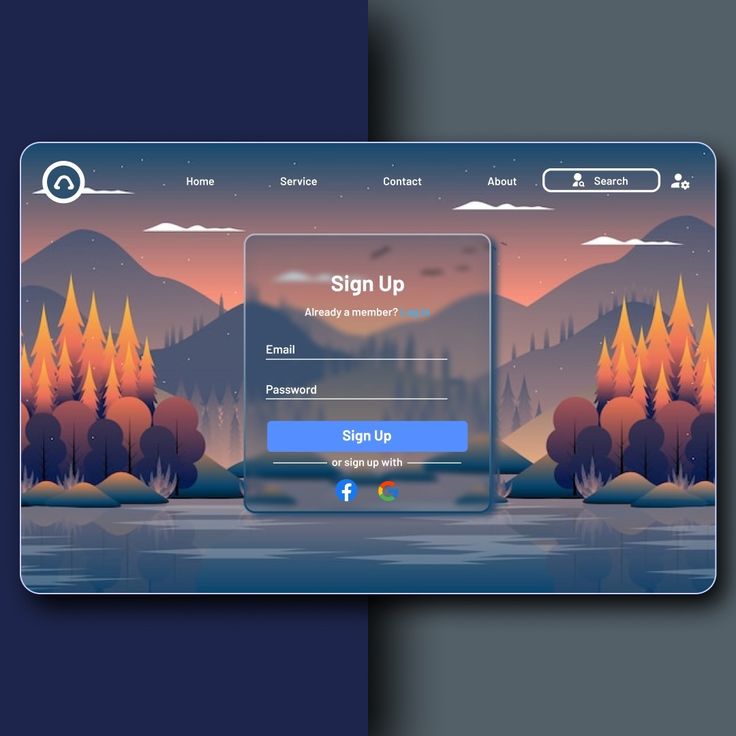 Home Service Contact About Search
Sign Up
Already a member? Log in
Email
Password
Sign Up
or sign up with